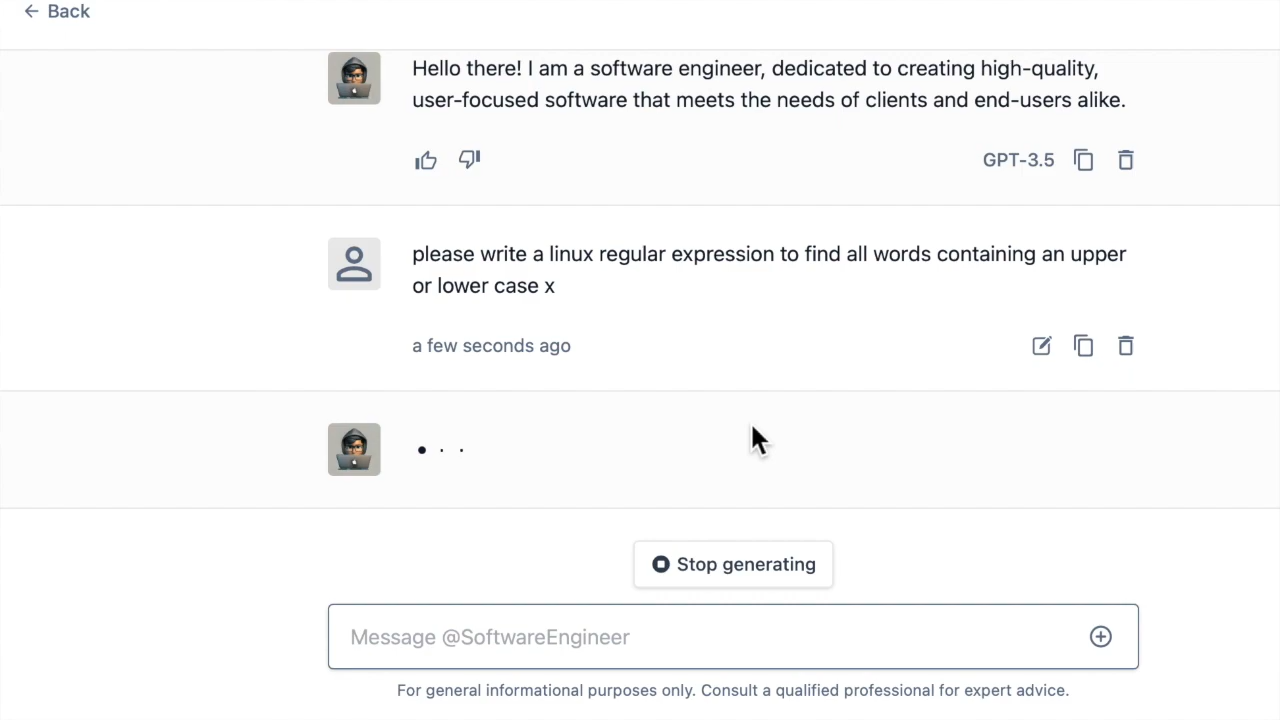 Back
Hello there! I am a software engineer, dedicated to creating high-quality,
user-focused software that meets the needs of clients and end-users alike.
GPT-3.5
please write a linux regular expression to find all words containing an upper
or lower case x
a few seconds ago
Stop generating
Message @SoftwareEngineer
For general informational purposes only. Consult a qualified professional for expert advice.